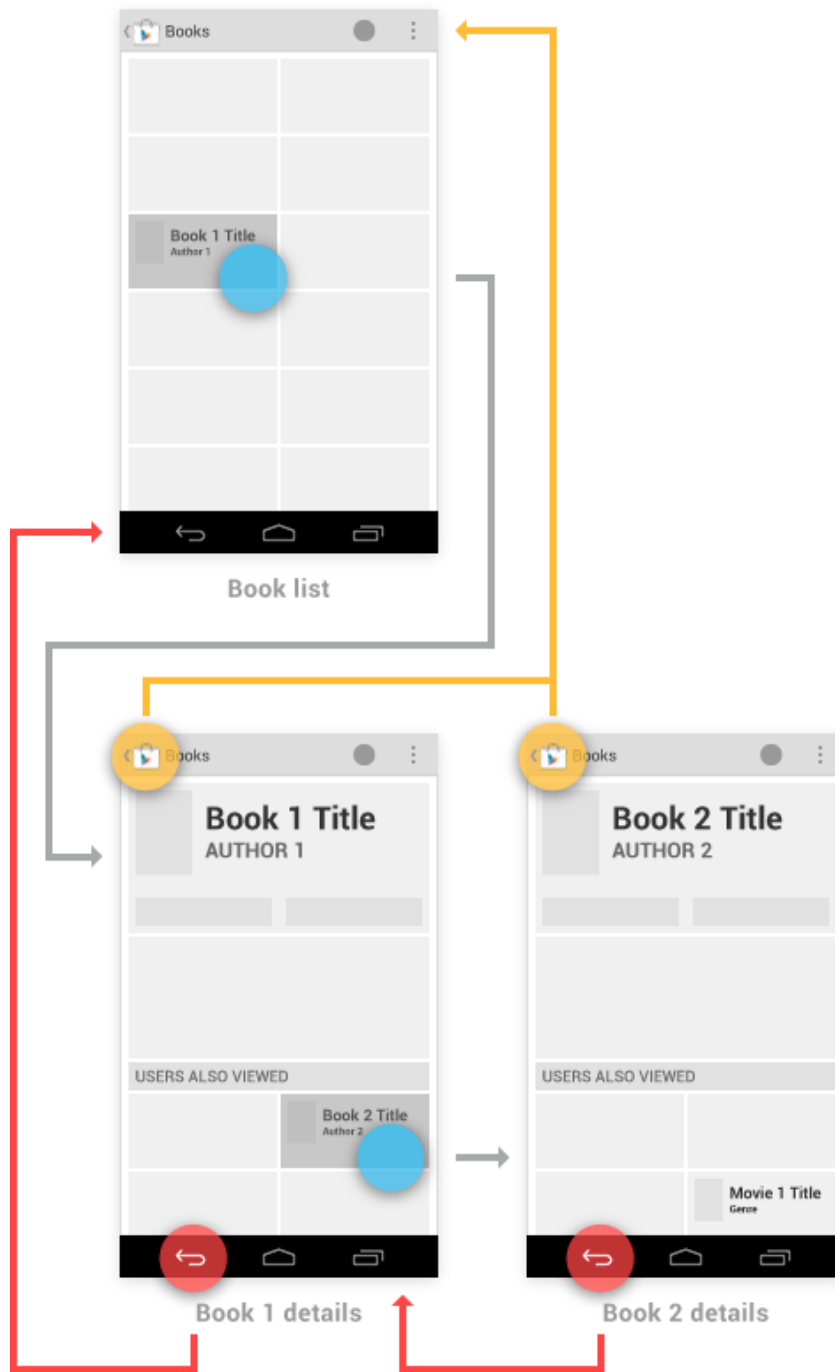 Books
Book 1 Title
Author 1
Book list
Books
Book 1 Title
AUTHOR 1
USERS ALSO VIEWED
Book 2 Title
Author 2
Book 1 details
Books
Book 2 Title
AUTHOR 2
USERS ALSO VIEWED
Movie 1 Title
Genre
Book 2 details